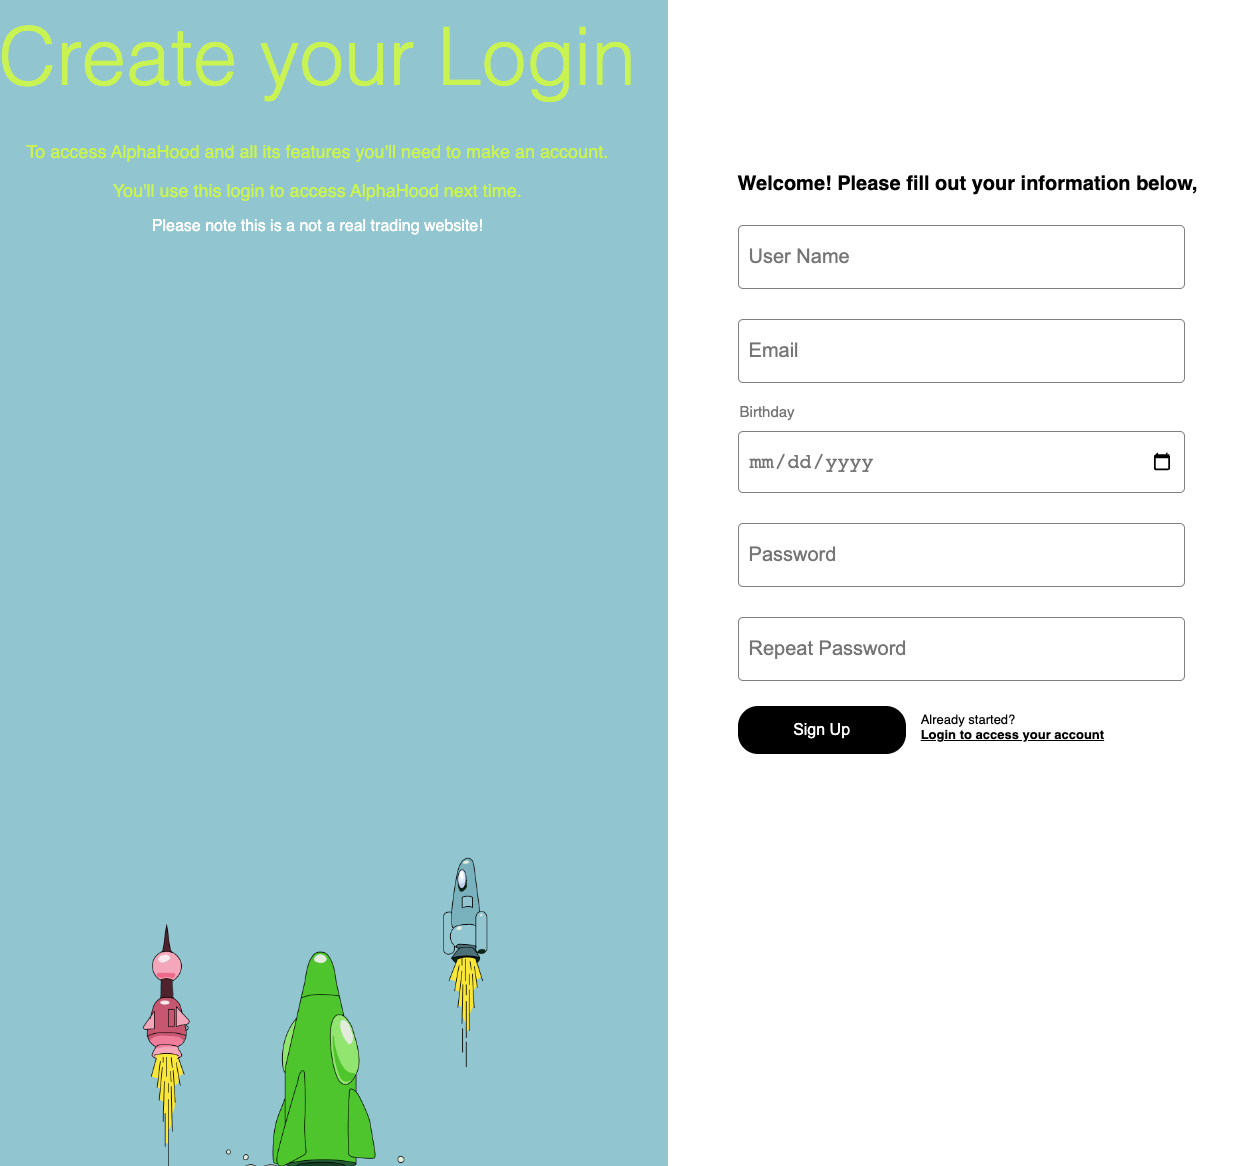 Create your Login
To access AlphaHood and all its features you'll need to make an account.
You'll use this login to access AlphaHood next time.
Please note this is a not a real trading website!
Welcome! Please fill out your information below,
User Name
Email
Birthday
mm/dd/yyyy
Password
Repeat Password
Sign Up
Already started?
Login to access your account